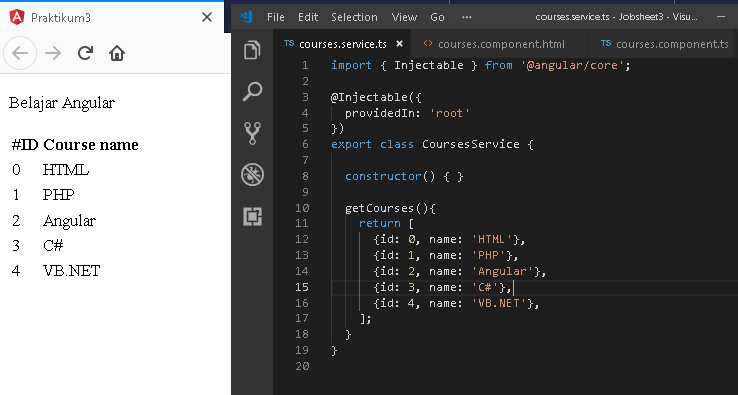 Praktikum3
Belajar Angular
#ID Course name
0 HTML
1 PHP
2 Angular
3 C#
4 VB.NET
File Edit Selection View Go ··· courses.service.ts - Jobsheet3 - Visu...
TS courses.service.ts × <> courses.component.html TS courses.component.ts
1 import { Injectable } from '@angular/core';
2
3 @Injectable({
4   providedIn: 'root'
5 })
6 export class CoursesService {
7
8   constructor() { }
9
10   getCourses(){
11     return [
12       {id: 0, name: 'HTML'},
13       {id: 1, name: 'PHP'},
14       {id: 2, name: 'Angular'},
15       {id: 3, name: 'C#'},
16       {id: 4, name: 'VB.NET'},
17     ];
18   }
19 }
20